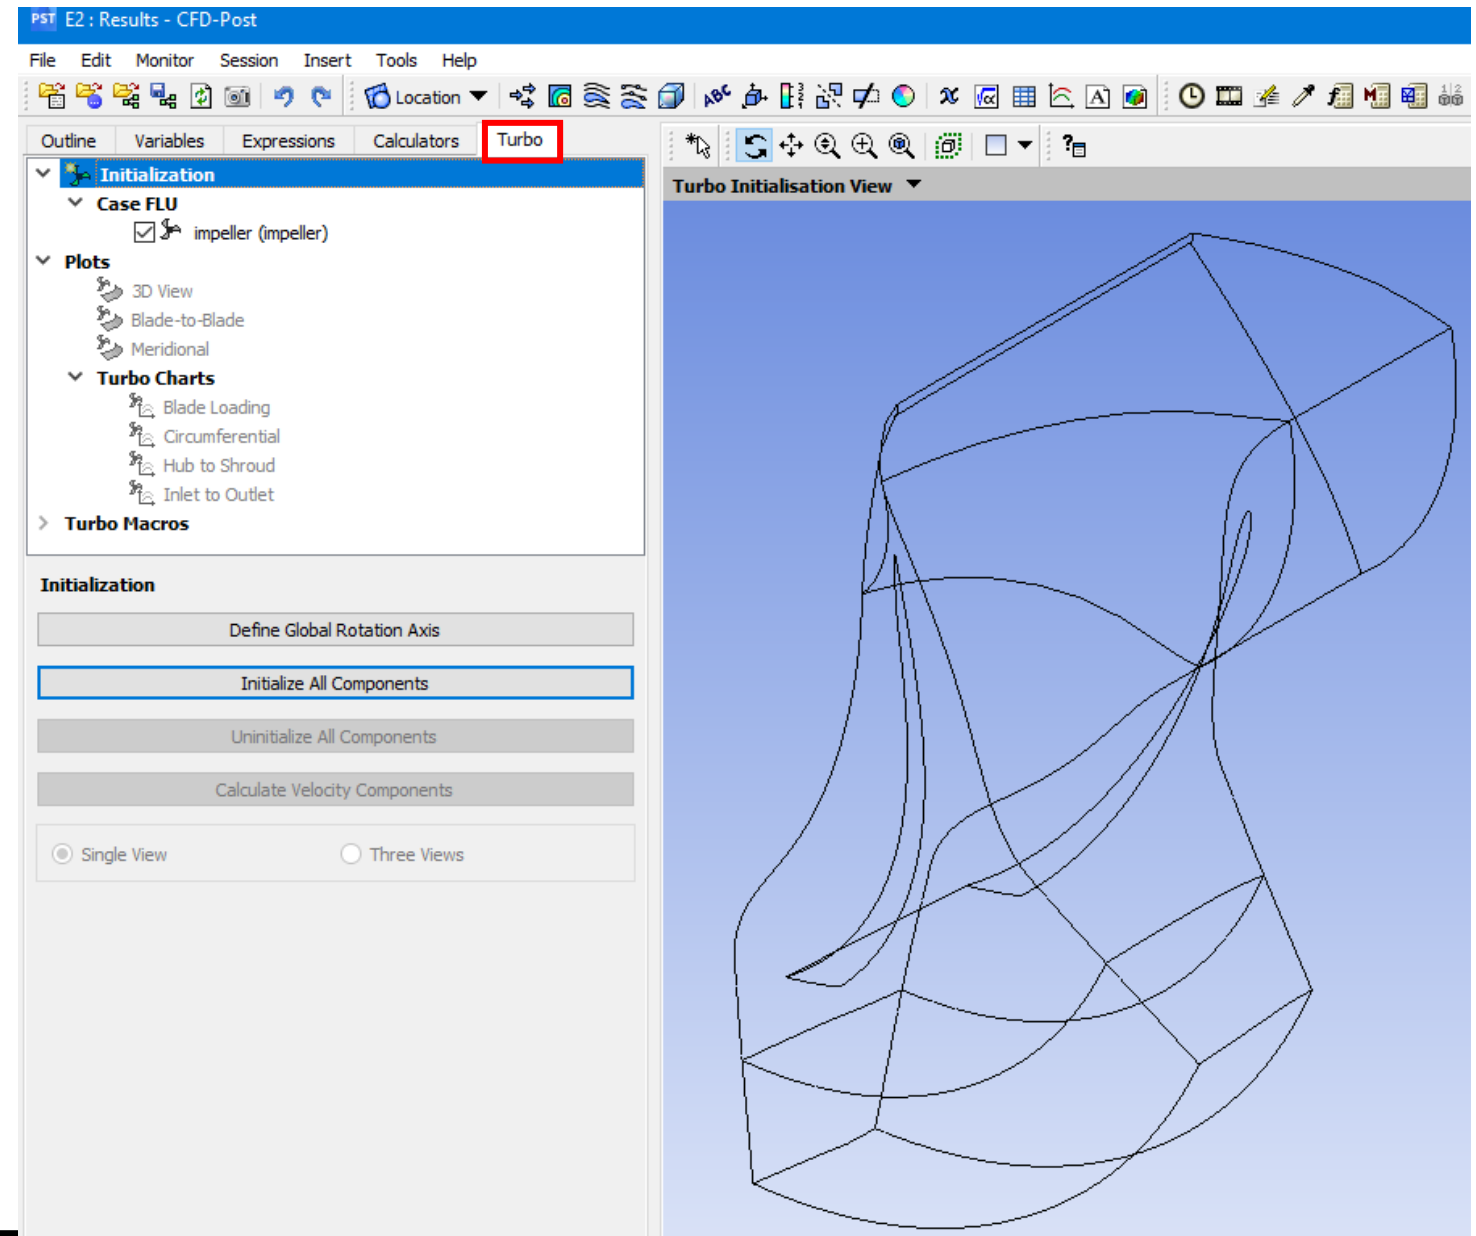 PST E2 : Results - CFD-Post
File Edit Monitor Session Insert Tools Help
Location
Outline Variables Expressions Calculators Turbo
Initialization
Case FLU
impeller (impeller)
Plots
3D View
Blade-to-Blade
Meridional
Turbo Charts
Blade Loading
Circumferential
Hub to Shroud
Inlet to Outlet
Turbo Macros
Initialization
Define Global Rotation Axis
Initialize All Components
Uninitialize All Components
Calculate Velocity Components
Single View Three Views
Turbo Initialisation View